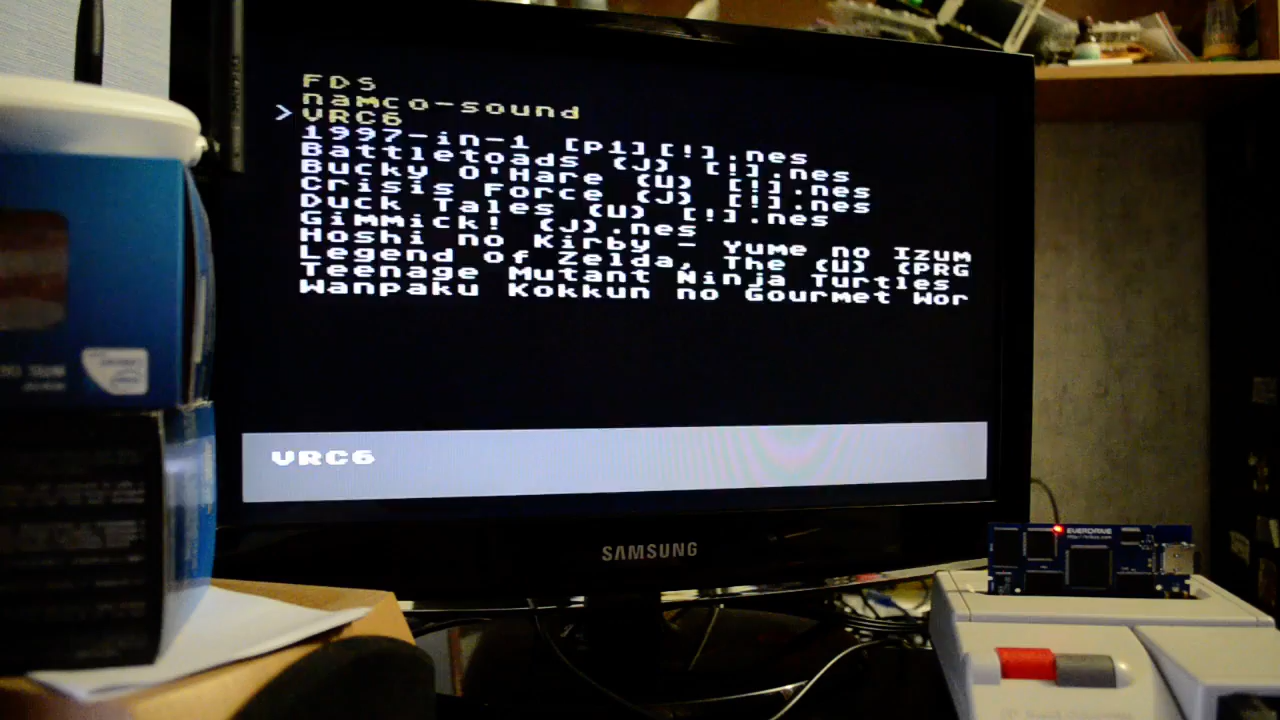 FDS
namco-sound
> VRC6
1997-in-1 [p1][!].nes
Battletoads (J) [!].nes
Bucky O'Hare (U) [!].nes
Crisis Force (J) [!].nes
Duck Tales (U) [!].nes
Gimmick! (J).nes
Hoshi no Kirby - Yume no Izum
Legend of Zelda, The (U) (PRG
Teenage Mutant Ninja Turtles
Wanpaku Kokkun no Gourmet Wor
VRC6
SAMSUNG
EVERDRIVE